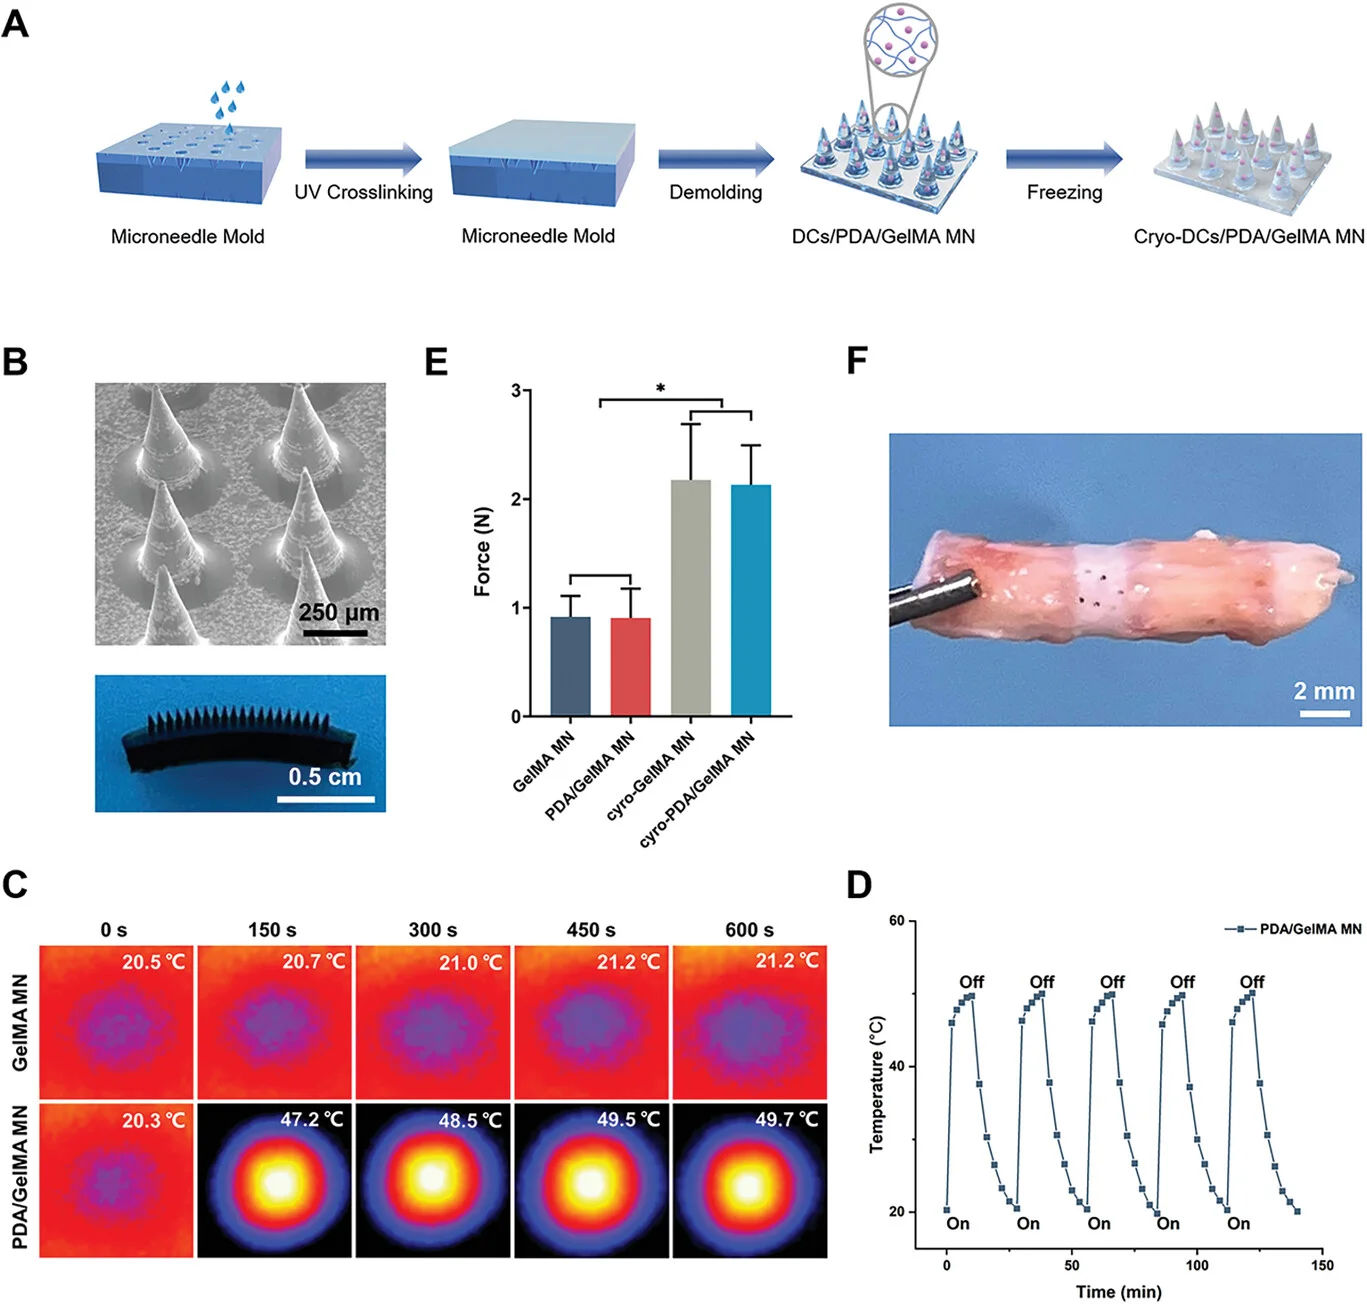 A
UV Crosslinking
Demolding
Freezing
Microneedle Mold
Microneedle Mold
DCs/PDA/GelMA MN
Cryo-DCs/PDA/GelMA MN
B
250 μm
0.5 cm
E
*
3
2
1
0
Force (N)
GelMA MN
PDA/GelMA MN
cyro-GelMA MN
cyro-PDA/GelMA MN
F
2 mm
C
0 s
150 s
300 s
450 s
600 s
GelMA MN
20.5 ℃
20.7 ℃
21.0 ℃
21.2 ℃
21.2 ℃
PDA/GelMA MN
20.3 ℃
47.2 ℃
48.5 ℃
49.5 ℃
49.7 ℃
D
60
40
20
Temperature (°C)
PDA/GelMA MN
Off
Off
Off
Off
Off
On
On
On
On
On
0
50
100
150
Time (min)